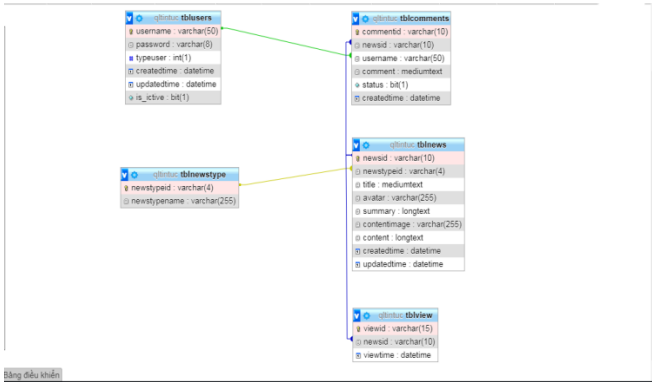 qltintuc tblusers
username : varchar(50)
password : varchar(8)
typeuser : int(1)
createdtime : datetime
updatedtime : datetime
is_ictive : bit(1)
qltintuc tblcomments
commentid : varchar(10)
newsid : varchar(10)
username : varchar(50)
comment : mediumtext
status : bit(1)
createdtime : datetime
qltintuc tblnewstype
newstypeid : varchar(4)
newstypename : varchar(255)
qltintuc tblnews
newsid : varchar(10)
newstypeid : varchar(4)
title : mediumtext
avatar : varchar(255)
summary : longtext
contentimage : varchar(255)
content : longtext
createdtime : datetime
updatedtime : datetime
qltintuc tblview
viewid : varchar(15)
newsid : varchar(10)
viewtime : datetime
Bảng điều khiển